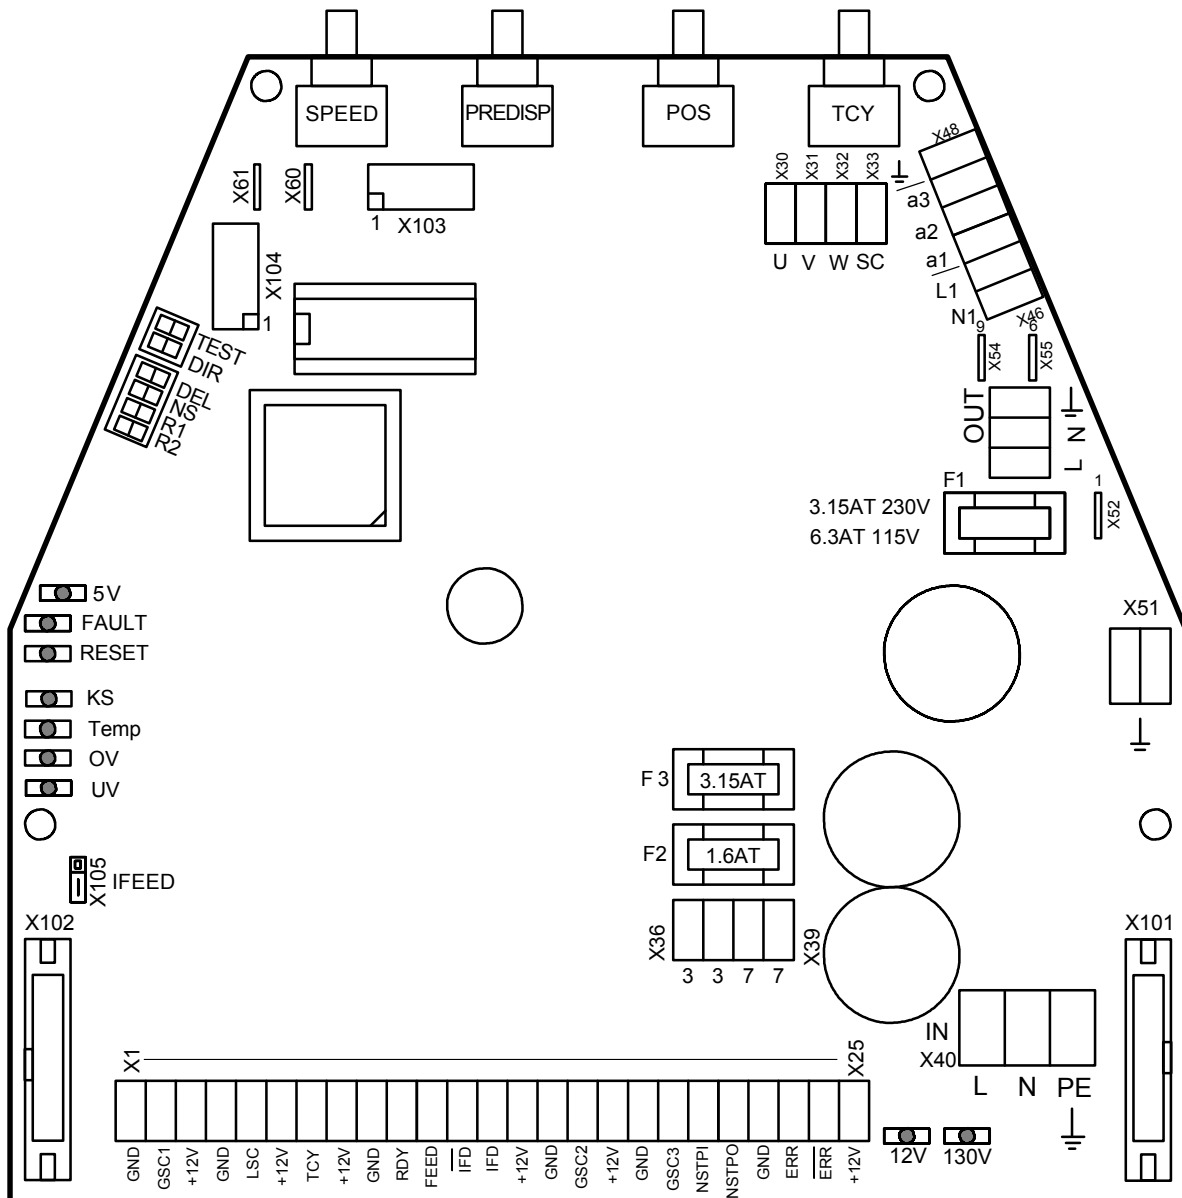 SPEED
PREDISP
POS
TCY
X61
X60
X103
1
X104
1
X30
X31
X32
X33
U
V
W
SC
X48
a3
a2
a1
L1
N1
X46
9
X54
6
X55
TEST
DIR
DEL
NS
R1
R2
OUT
N
L
F1
3.15AT 230V
6.3AT 115V
1
X52
5V
FAULT
RESET
KS
Temp
OV
UV
X51
F 3
3.15AT
F2
1.6AT
X105
IFEED
X102
X36
X39
3 3 7 7
X101
IN
X40
L N PE
X1
X25
GND
GSC1
+12V
GND
LSC
+12V
TCY
+12V
GND
RDY
FEED
IFD
IFD
+12V
GND
GSC2
+12V
GND
GSC3
NSTPI
NSTPO
GND
ERR
ERR
+12V
12V
130V